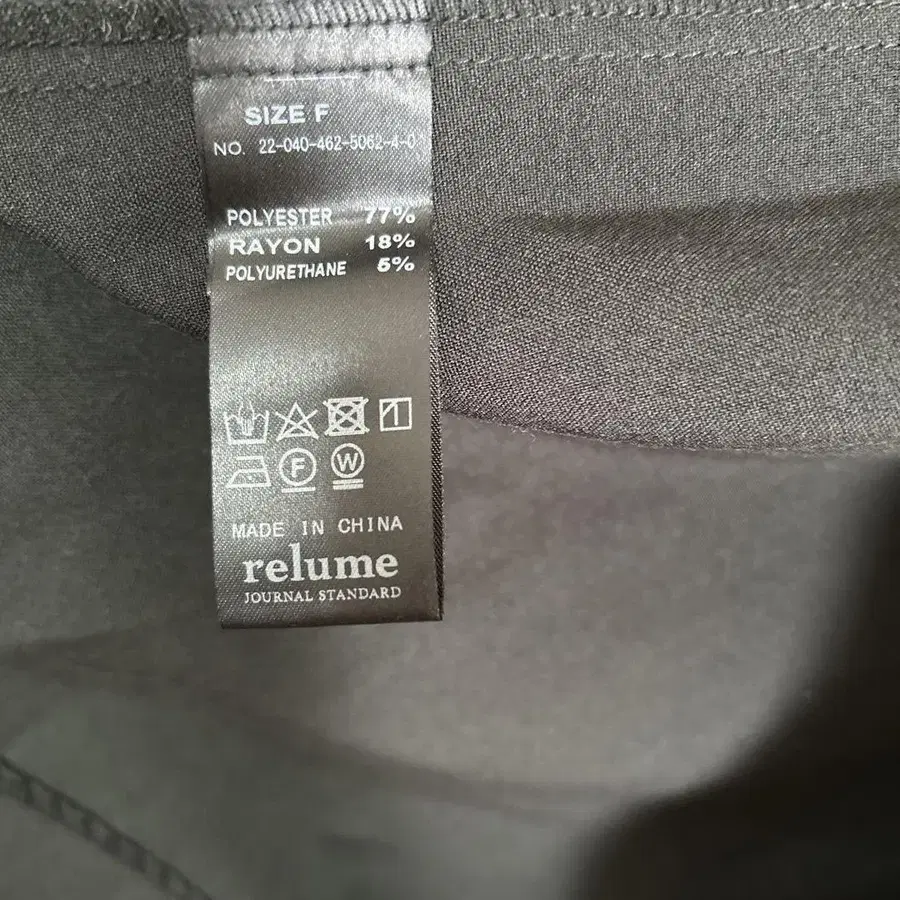 SIZE F
NO. 22-040-462-5062-4-0
POLYESTER 77%
RAYON 18%
POLYURETHANE 5%
F W
MADE IN CHINA
relume
JOURNAL STANDARD